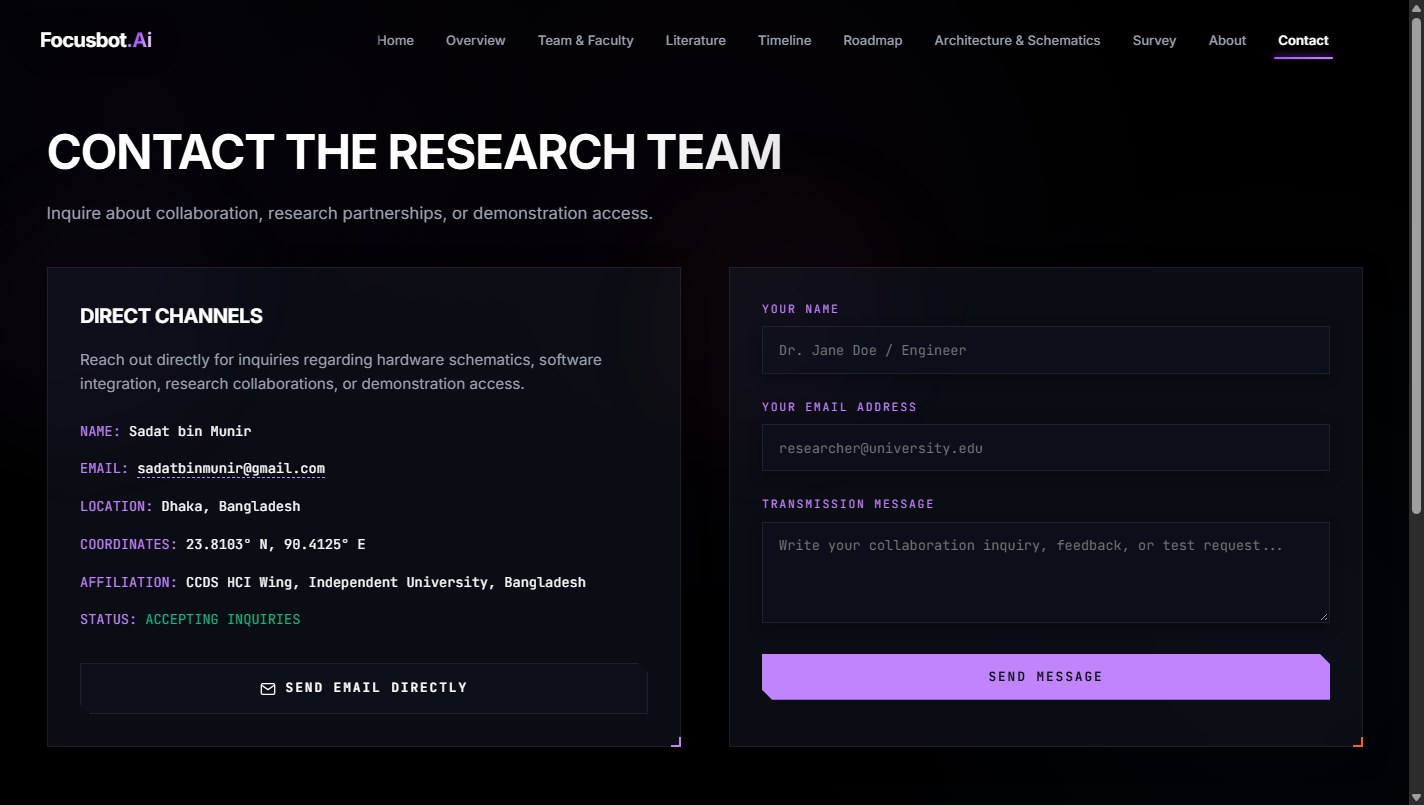 Focusbot.Ai
Home Overview Team & Faculty Literature Timeline Roadmap Architecture & Schematics Survey About Contact
CONTACT THE RESEARCH TEAM
Inquire about collaboration, research partnerships, or demonstration access.
DIRECT CHANNELS
Reach out directly for inquiries regarding hardware schematics, software
integration, research collaborations, or demonstration access.
NAME: Sadat bin Munir
EMAIL: sadatbinmunir@gmail.com
LOCATION: Dhaka, Bangladesh
COORDINATES: 23.8103° N, 90.4125° E
AFFILIATION: CCDS HCI Wing, Independent University, Bangladesh
STATUS: ACCEPTING INQUIRIES
SEND EMAIL DIRECTLY
YOUR NAME
Dr. Jane Doe / Engineer
YOUR EMAIL ADDRESS
researcher@university.edu
TRANSMISSION MESSAGE
Write your collaboration inquiry, feedback, or test request...
SEND MESSAGE